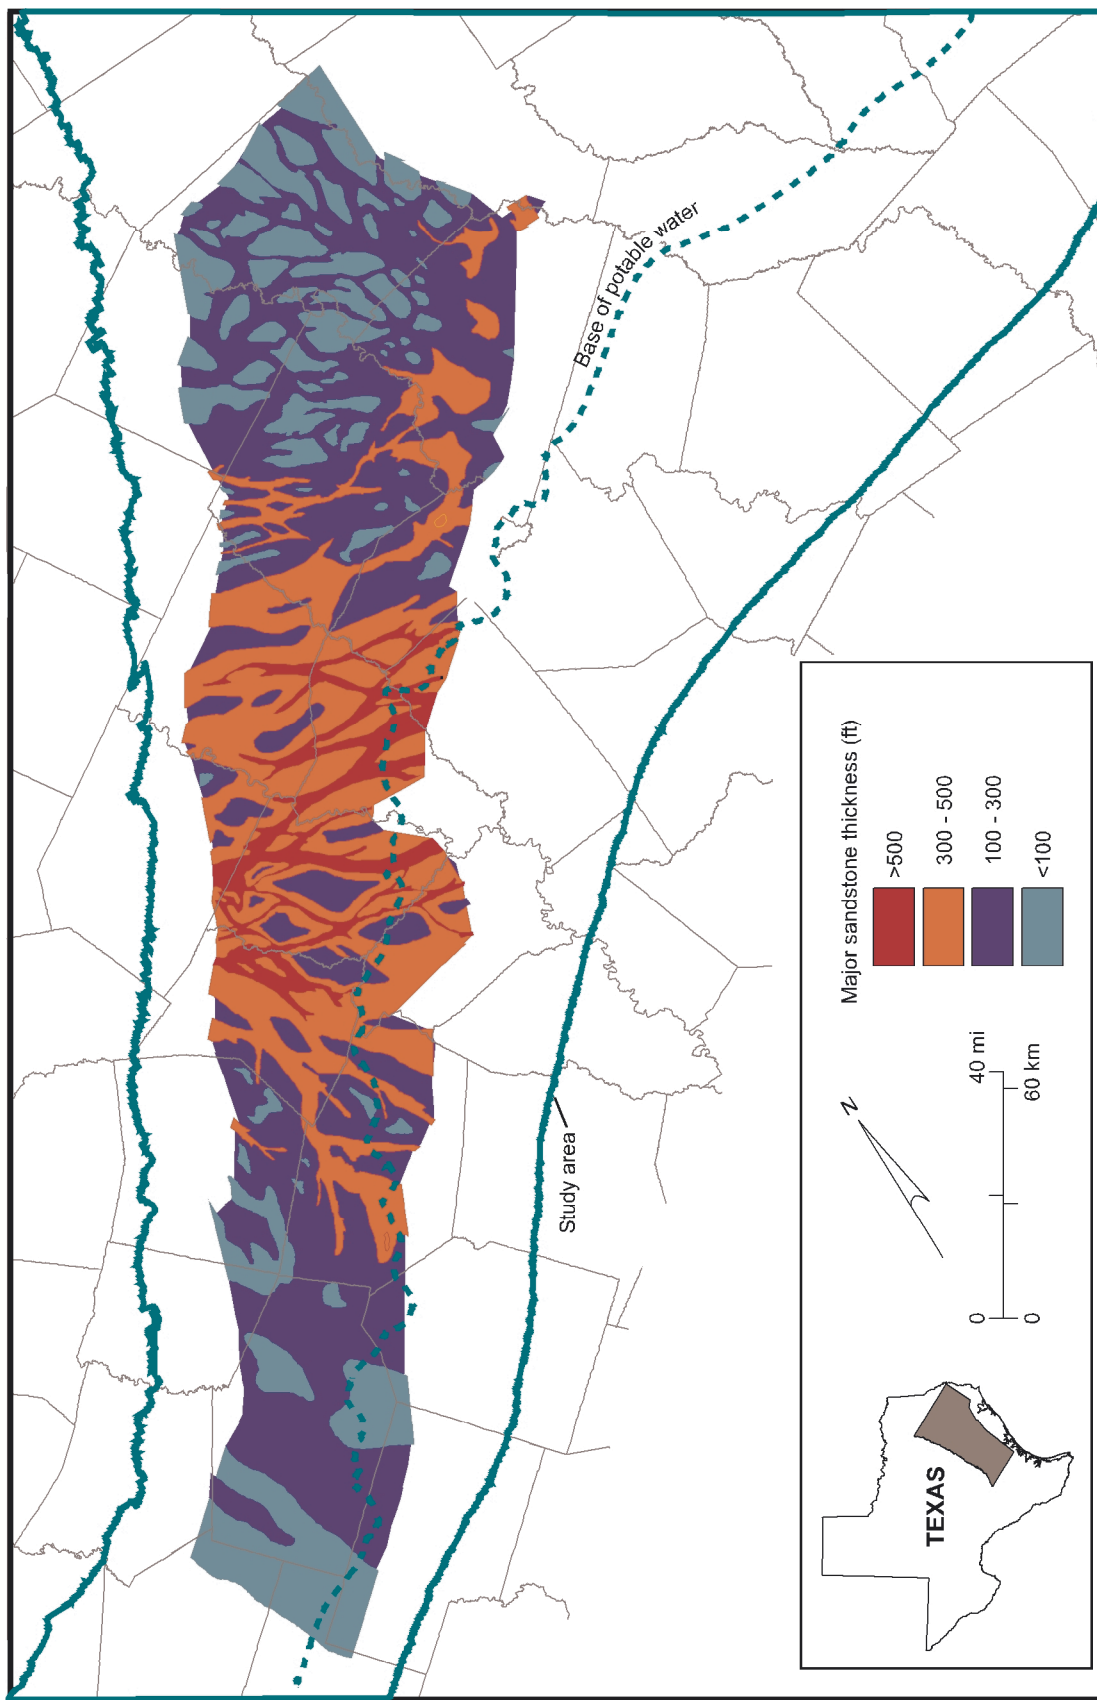 Base of potable water
Study area
Major sandstone thickness (ft)
>500
300 - 500
100 - 300
<100
N
0
40 mi
0
60 km
TEXAS